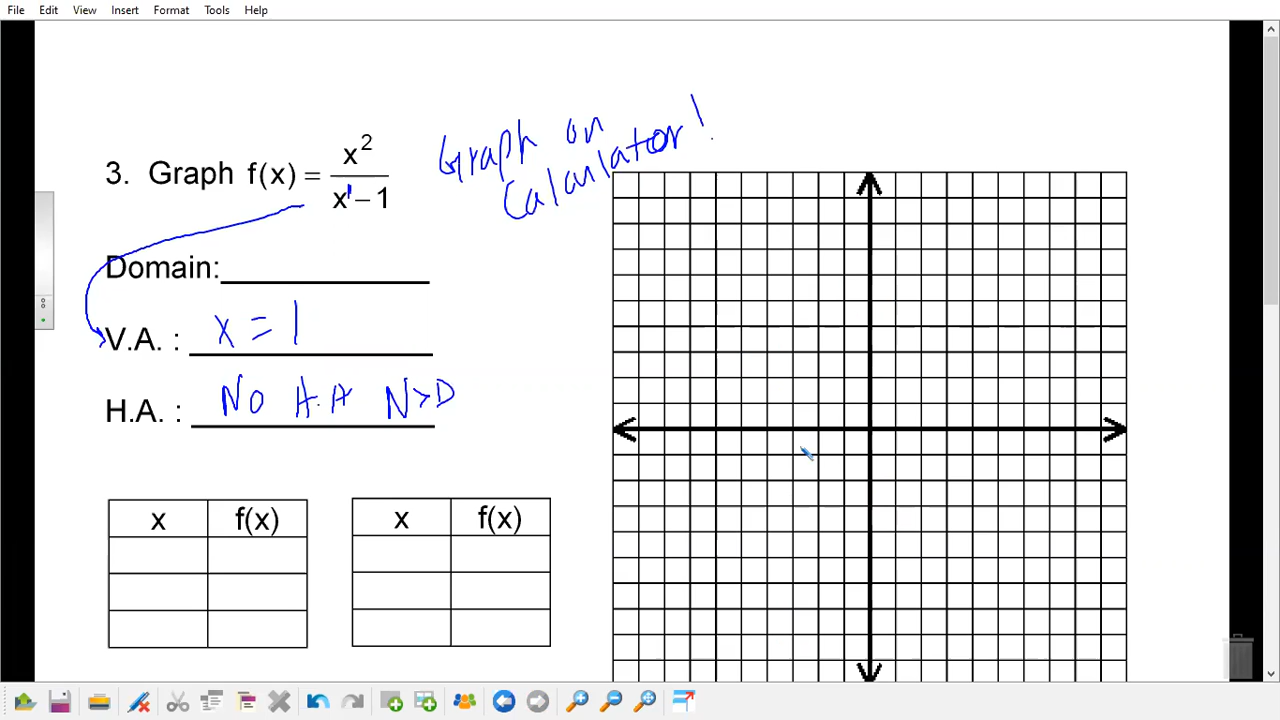 File Edit View Insert Format Tools Help
Graph on
Calculator!
3. Graph f(x) = x² / (x¹ – 1)
Domain:
V.A. : x = 1
H.A. : No H.A N>D
x f(x) x f(x)